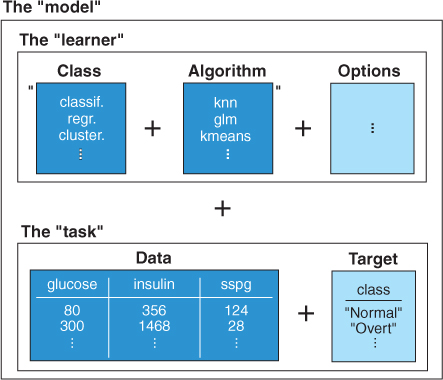 The "model"
The "learner"
Class
Algorithm
Options
"
classif.
regr.
cluster.
⋮
+
knn
glm
kmeans
⋮
"
+
⋮
+
The "task"
Data
Target
glucose insulin sspg
80 356 124
300 1468 28
⋮ ⋮ ⋮
+
class
"Normal"
"Overt"
⋮